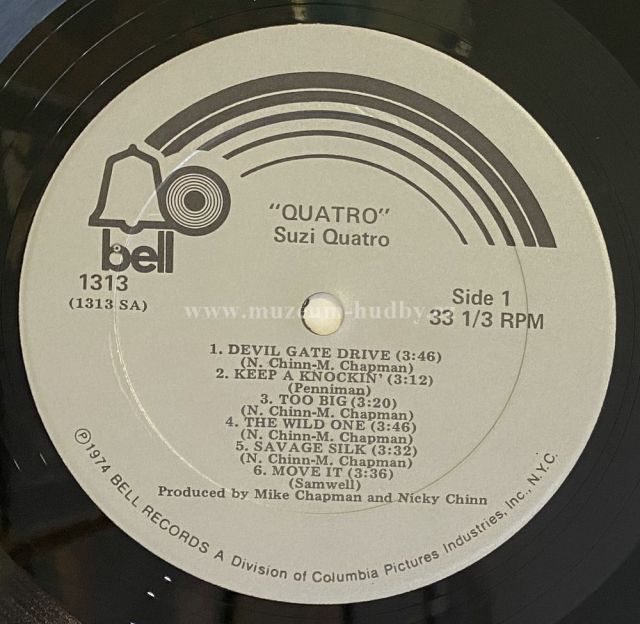 "QUATRO"
Suzi Quatro
bell
1313
(1313 SA)
Side 1
33 1/3 RPM
www.muzeum-hudby.
1. DEVIL GATE DRIVE (3:46)
(N. Chinn-M. Chapman)
2. KEEP A KNOCKIN' (3:12)
(Penniman)
3. TOO BIG (3:20)
(N. Chinn-M. Chapman)
4. THE WILD ONE (3:46)
(N. Chinn-M. Chapman)
5. SAVAGE SILK (3:32)
(N. Chinn-M. Chapman)
6. MOVE IT (3:36)
(Samwell)
Produced by Mike Chapman and Nicky Chinn
℗1974 BELL RECORDS A Division of Columbia Pictures Industries, Inc., N.Y.C.